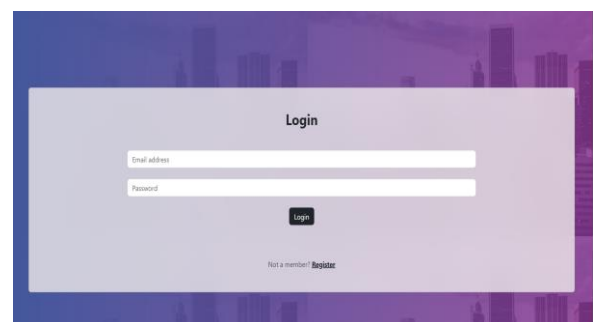 Login
Email address
Password
Login
Not a member? Register